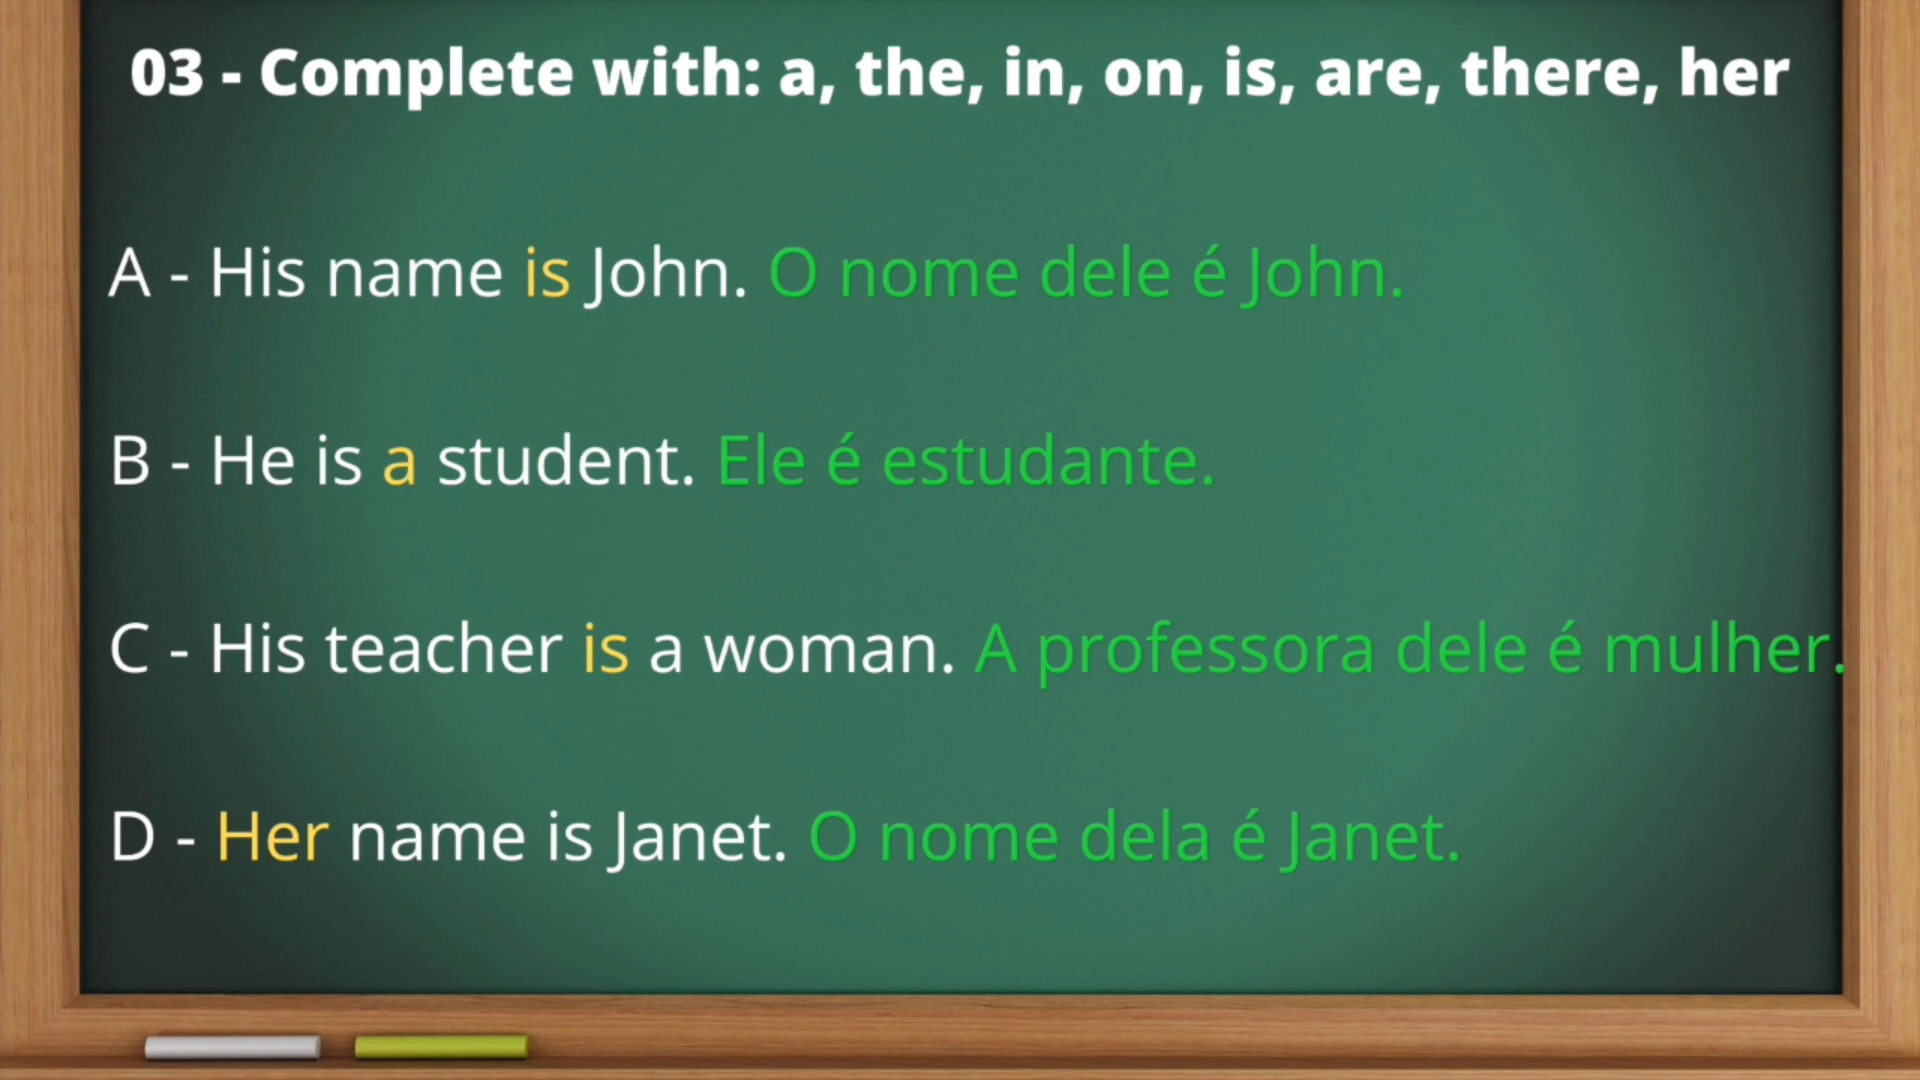 03 - Complete with: a, the, in, on, is, are, there, her
A - His name is John. O nome dele é John.
B - He is a student. Ele é estudante.
C - His teacher is a woman. A professora dele é mulher.
D - Her name is Janet. O nome dela é Janet.